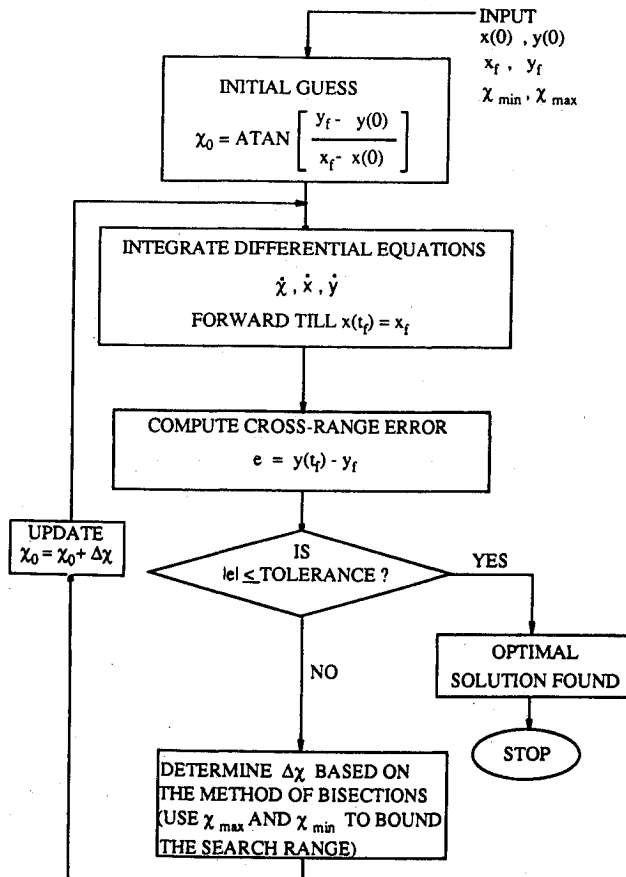 INPUT
x(0) , y(0)
x_f , y_f
χ_min , χ_max
INITIAL GUESS
χ_0 = ATAN [ (y_f - y(0)) / (x_f - x(0)) ]
INTEGRATE DIFFERENTIAL EQUATIONS
χ̇ , ẋ , ẏ
FORWARD TILL x(t_f) = x_f
COMPUTE CROSS-RANGE ERROR
e = y(t_f) - y_f
UPDATE
χ_0 = χ_0 + Δχ
IS
|e| ≤ TOLERANCE ?
YES
OPTIMAL
SOLUTION FOUND
STOP
NO
DETERMINE Δχ BASED ON
THE METHOD OF BISECTIONS
(USE χ_max AND χ_min TO BOUND
THE SEARCH RANGE)